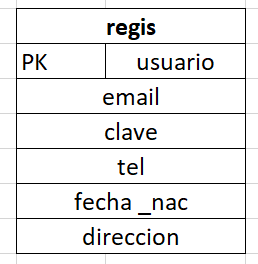 regis
PK usuario
email
clave
tel
fecha _nac
direccion